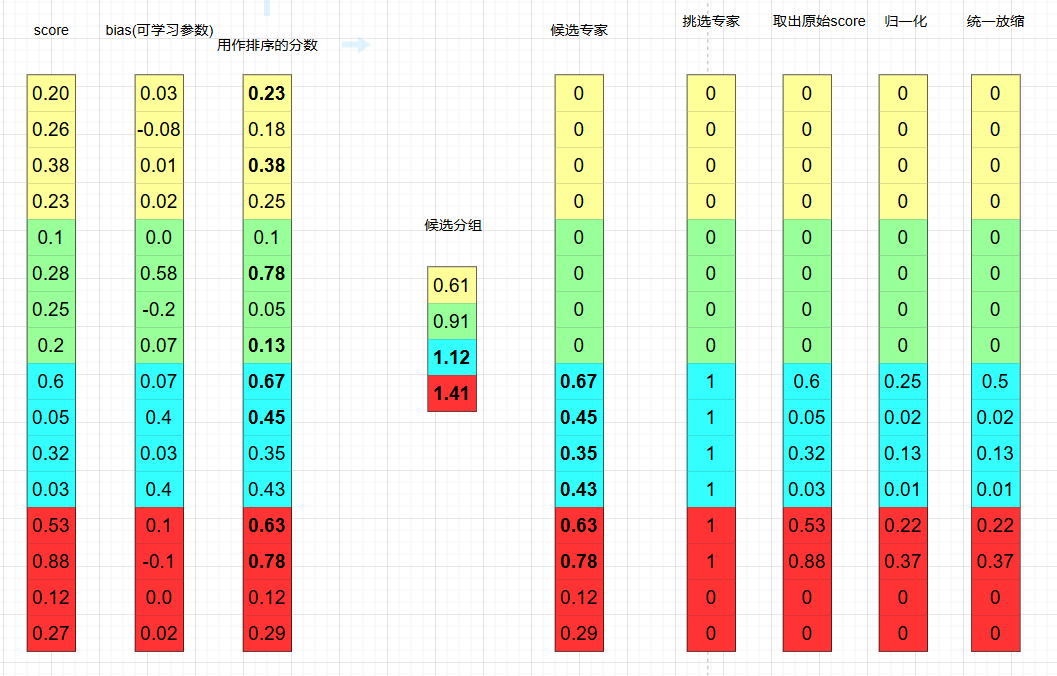 score bias(可学习参数) 用作排序的分数 候选专家 挑选专家 取出原始score 归一化 统一放缩
0.20 0.03 0.23 0 0 0 0 0
0.26 -0.08 0.18 0 0 0 0 0
0.38 0.01 0.38 0 0 0 0 0
0.23 0.02 0.25 0 0 0 0 0
候选分组
0.1 0.0 0.1 0 0 0 0 0
0.28 0.58 0.78 0 0 0 0 0
0.61
0.25 -0.2 0.05 0 0 0 0 0
0.91
0.2 0.07 0.13 0 0 0 0 0
1.12
0.6 0.07 0.67 0.67 1 0.6 0.25 0.5
1.41
0.05 0.4 0.45 0.45 1 0.05 0.02 0.02
0.32 0.03 0.35 0.35 1 0.32 0.13 0.13
0.03 0.4 0.43 0.43 1 0.03 0.01 0.01
0.53 0.1 0.63 0.63 1 0.53 0.22 0.22
0.88 -0.1 0.78 0.78 1 0.88 0.37 0.37
0.12 0.0 0.12 0.12 0 0 0 0
0.27 0.02 0.29 0.29 0 0 0 0